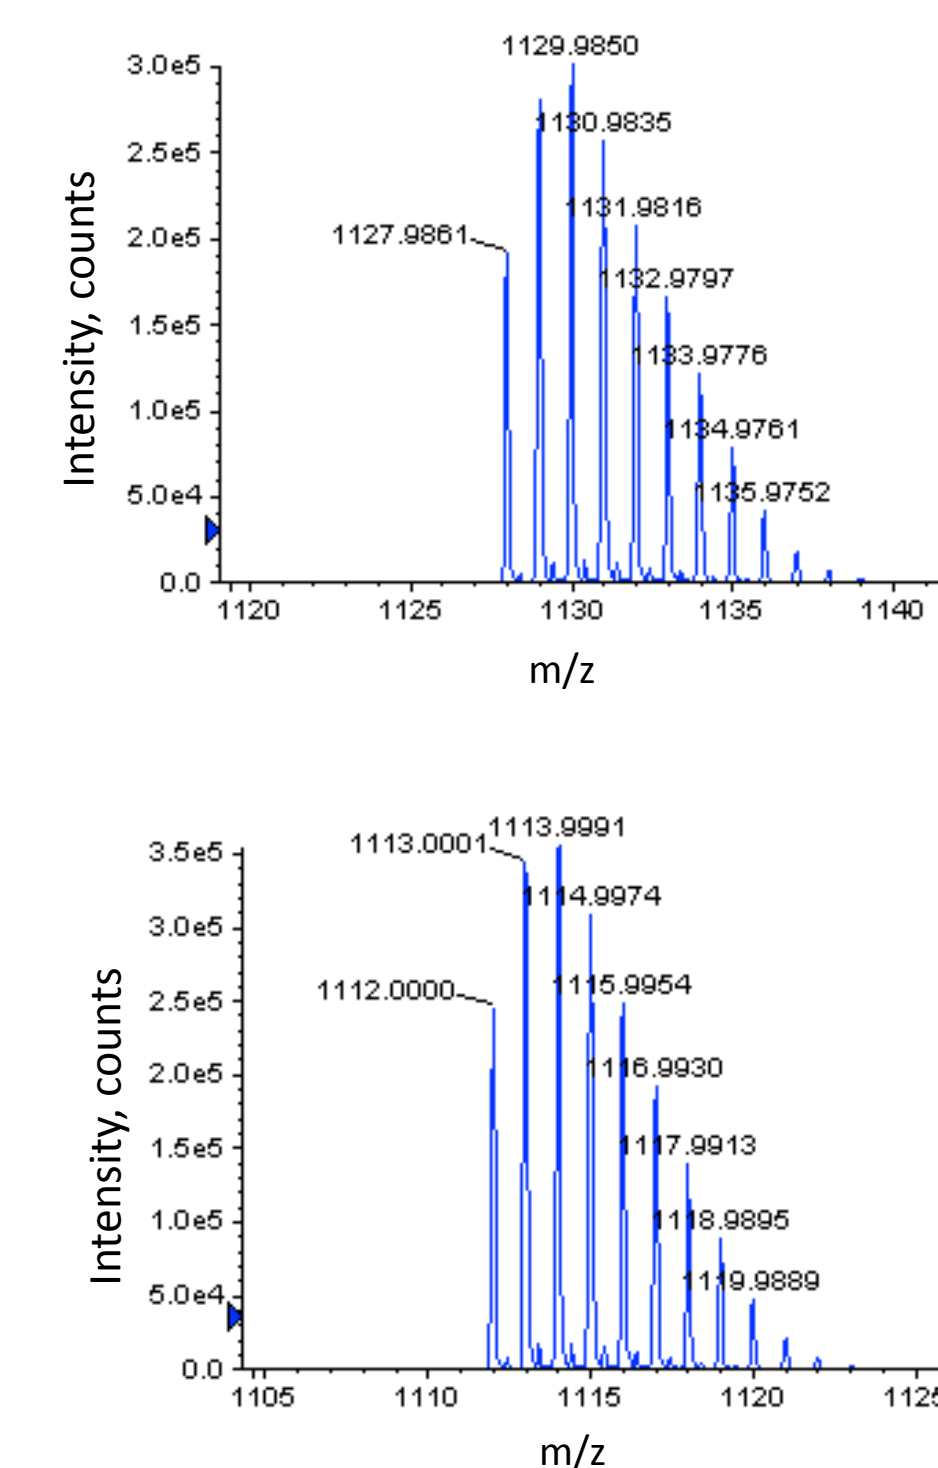 1129.9850
3.0e5
1130.9835
2.5e5
1131.9816
1127.9861
2.0e5
1132.9797
1.5e5
1133.9776
1.0e5
1134.9761
1135.9752
5.0e4
0.0
1120 1125 1130 1135 1140
Intensity, counts
m/z
1113.9991
1113.0001
3.5e5
1114.9974
3.0e5
1115.9954
1112.0000
2.5e5
1116.9930
2.0e5
1117.9913
1.5e5
1118.9895
1.0e5
1119.9889
5.0e4
0.0
1105 1110 1115 1120
Intensity, counts
m/z